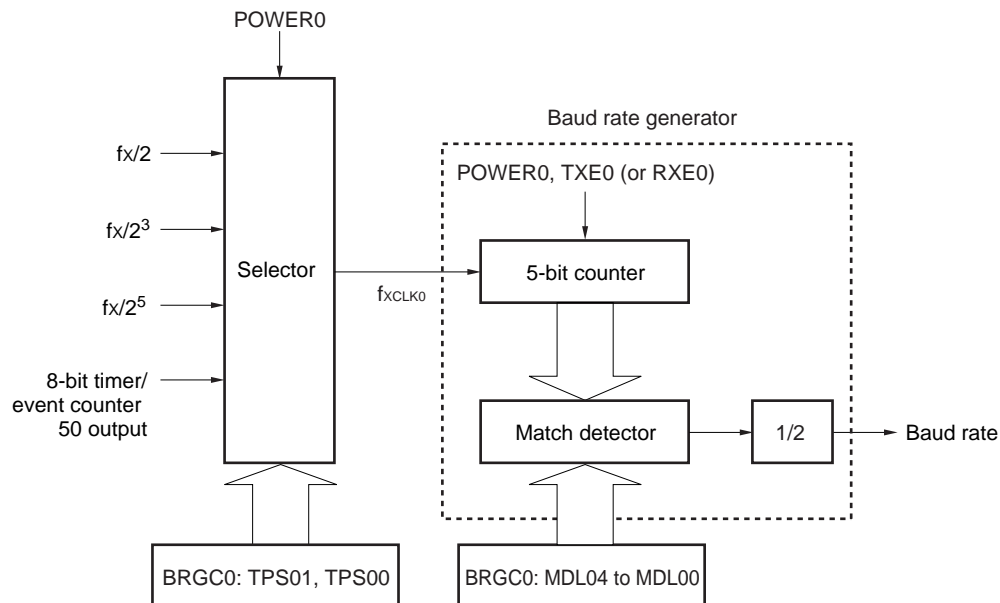 POWER0
Baud rate generator
fX/2
POWER0, TXE0 (or RXE0)
fX/2³
Selector
5-bit counter
fXCLK0
fX/2⁵
8-bit timer/
event counter
50 output
Match detector
1/2
Baud rate
BRGC0: TPS01, TPS00
BRGC0: MDL04 to MDL00